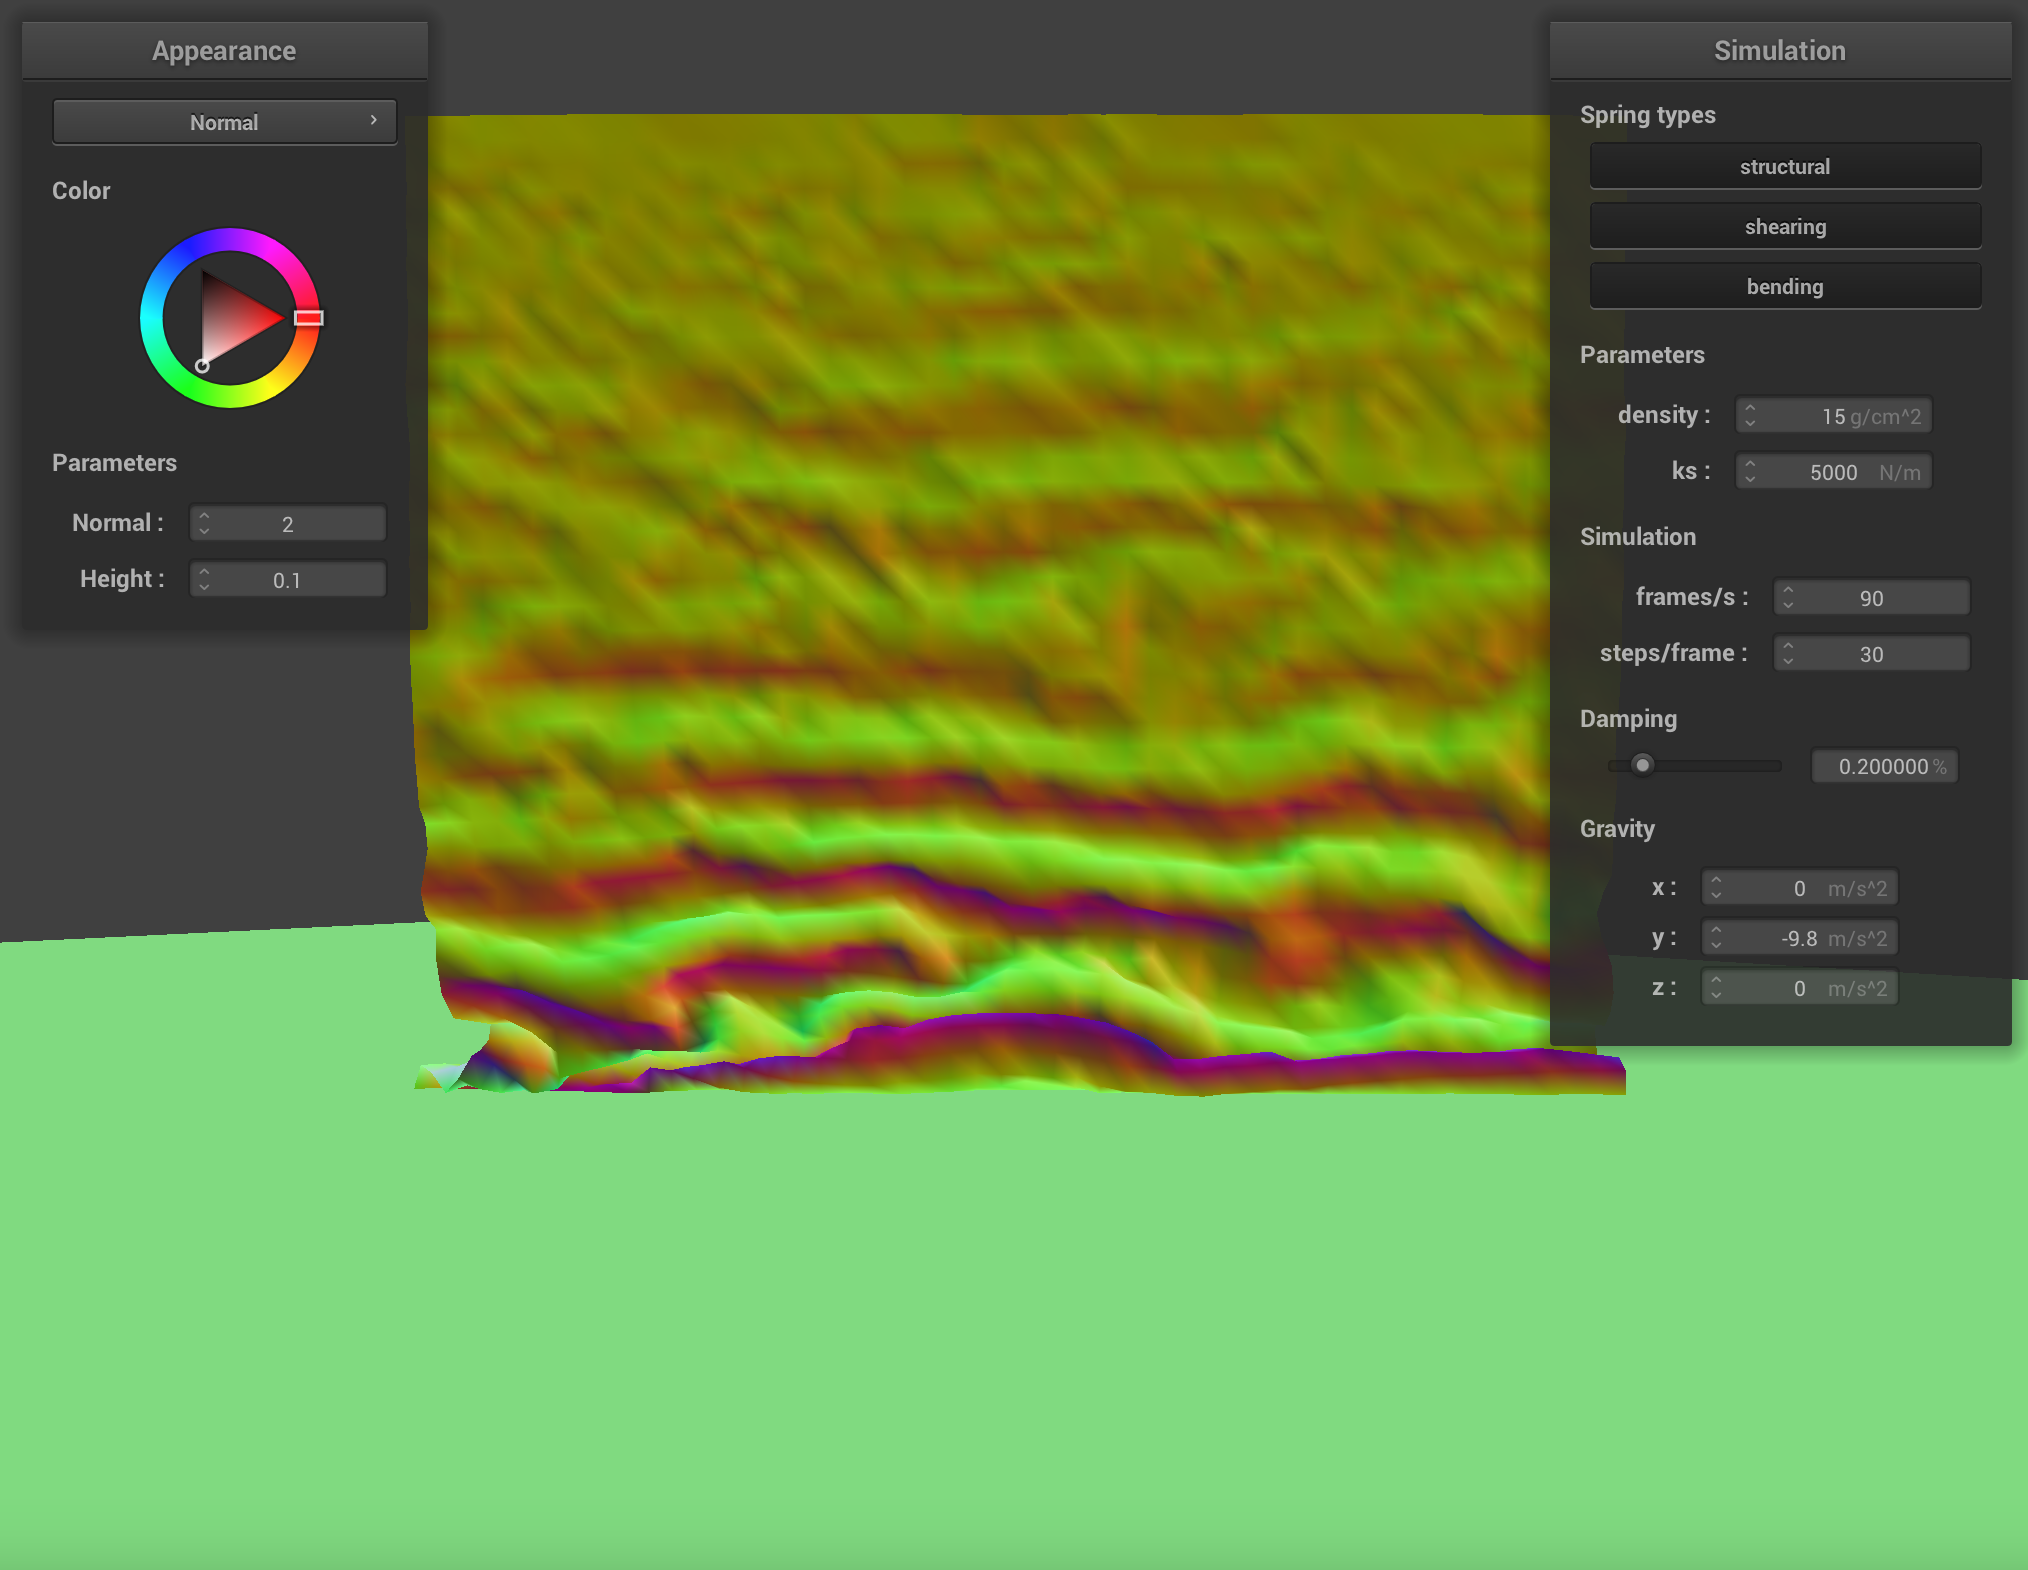 Appearance
Normal
Color
Parameters
Normal : 2
Height : 0.1
Simulation
Spring types
structural
shearing
bending
Parameters
density : 15 g/cm^2
ks : 5000 N/m
Simulation
frames/s : 90
steps/frame : 30
Damping
0.200000 %
Gravity
x : 0 m/s^2
y : -9.8 m/s^2
z : 0 m/s^2